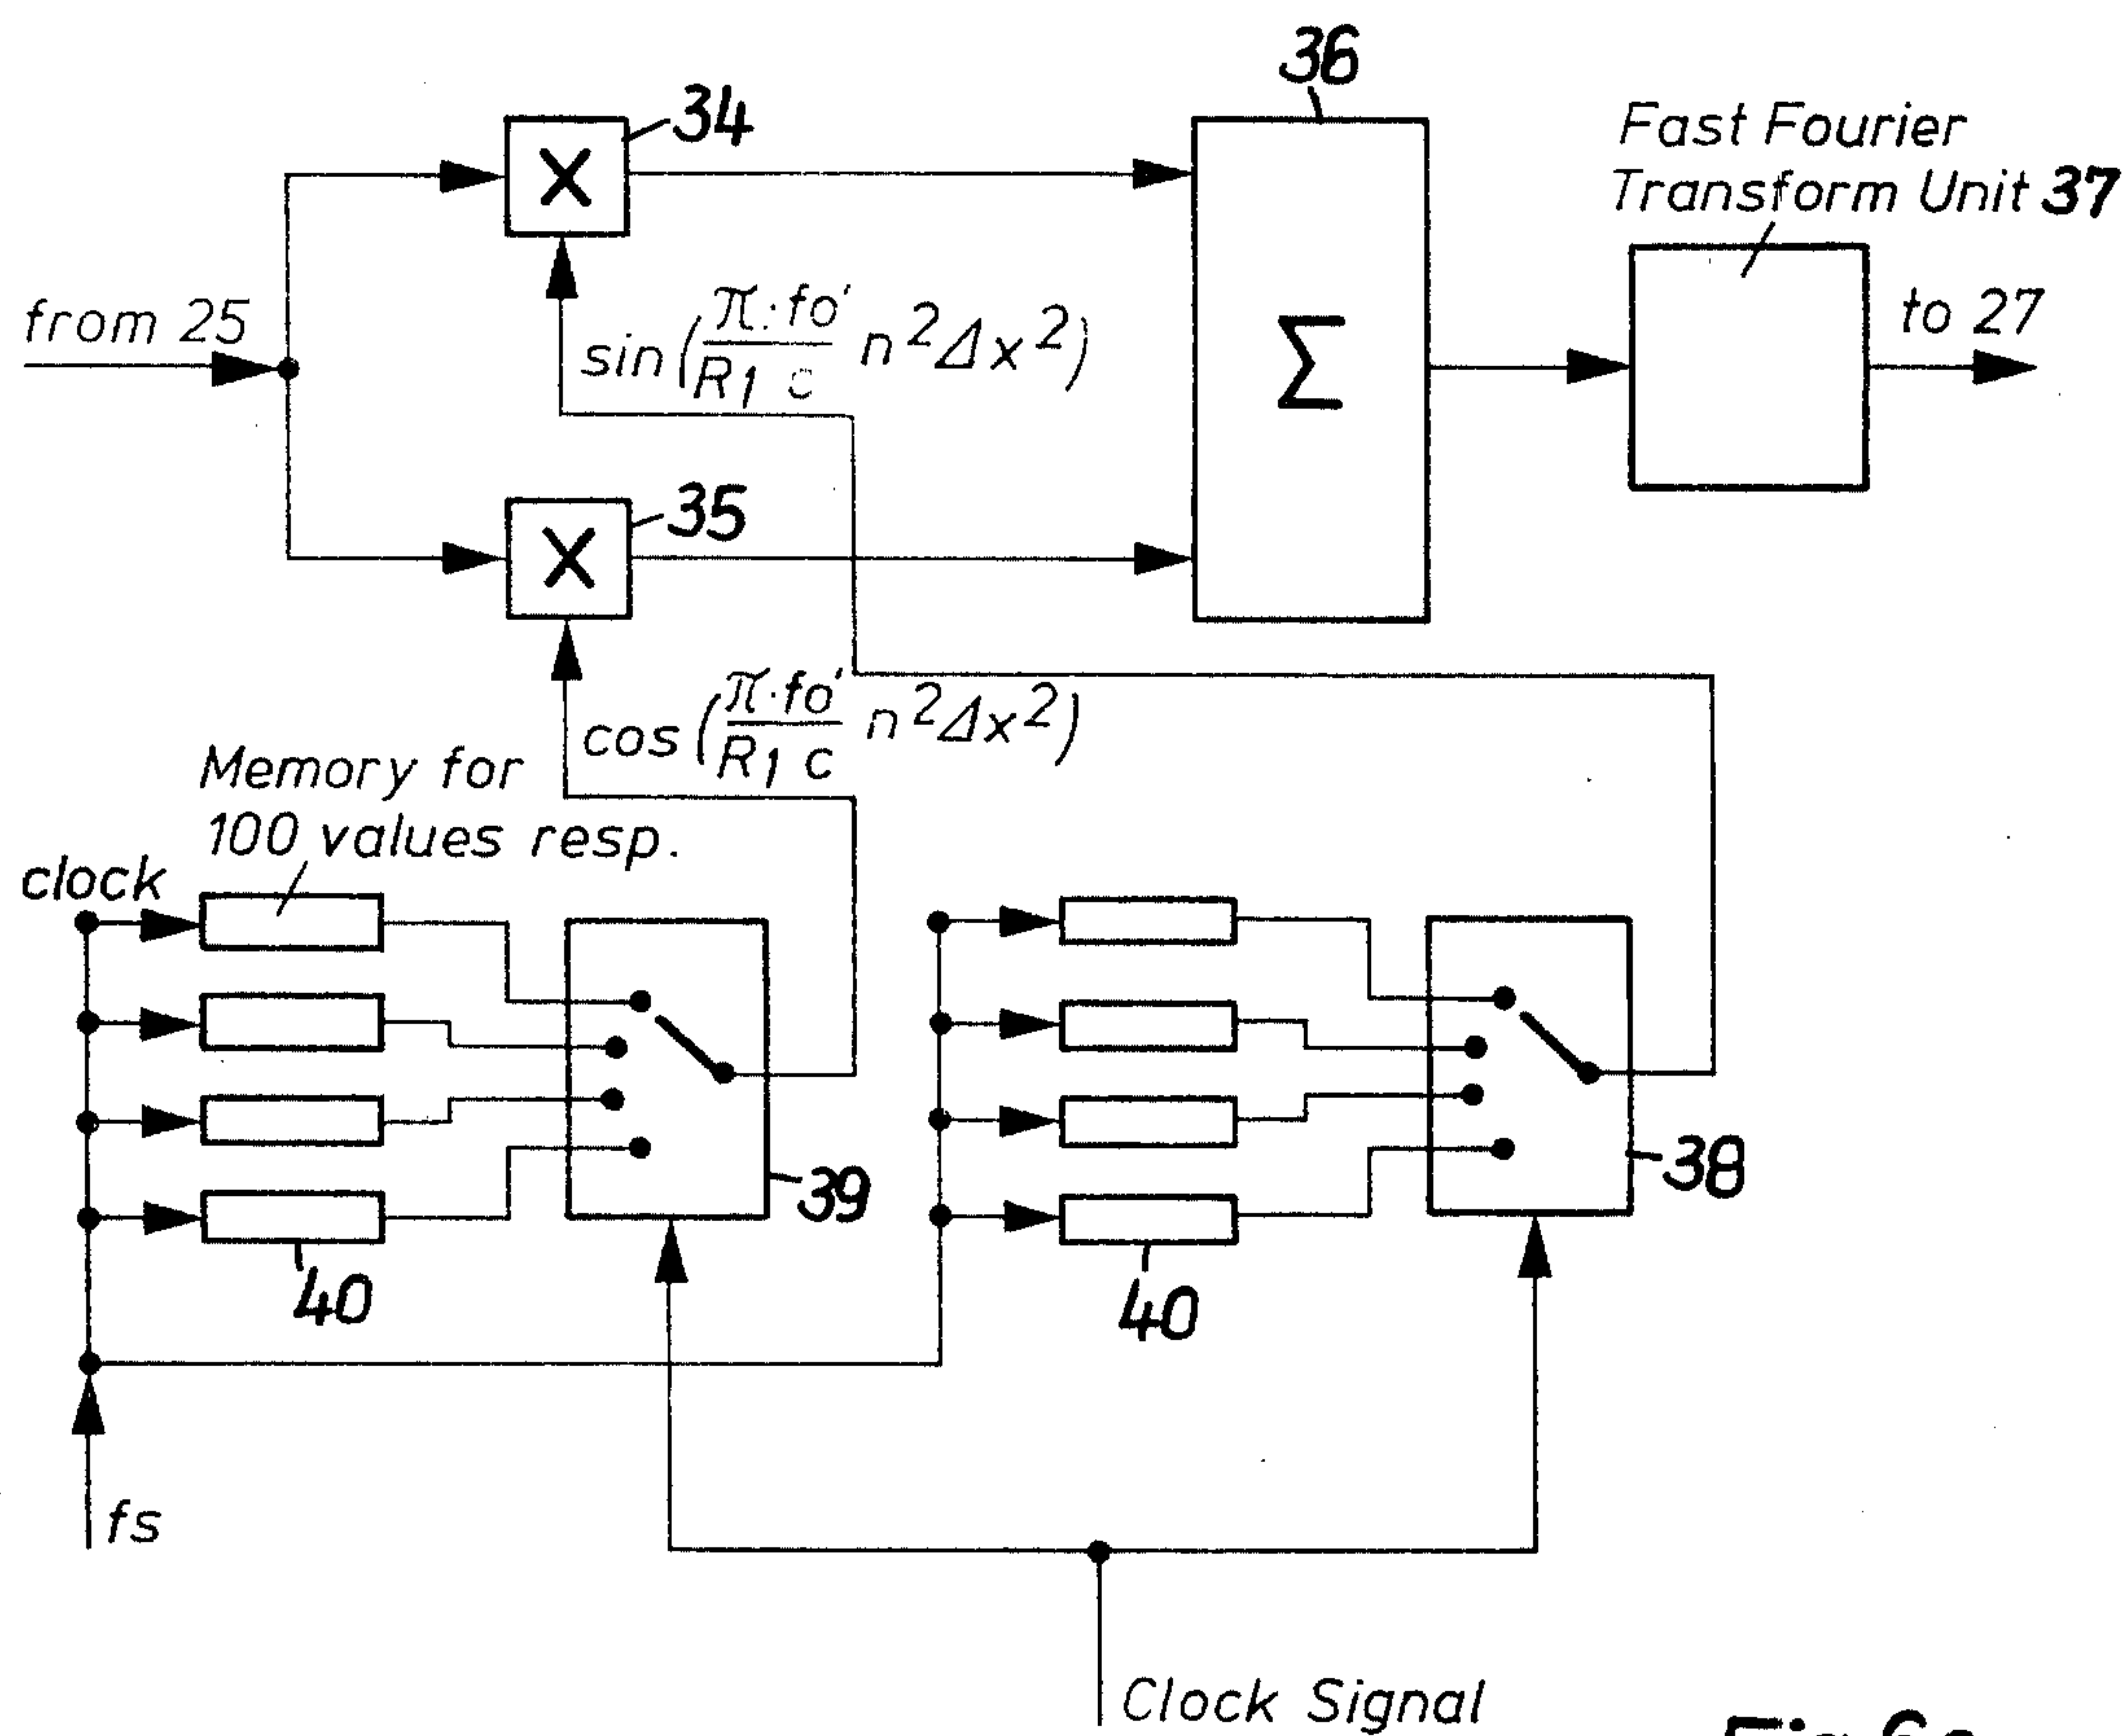 36
34
Fast Fourier
Transform Unit 37
X
from 25
sin(π·fo'/R1 c n²Δx²)
Σ
to 27
35
X
cos(π·fo'/R1 c n²Δx²)
Memory for
100 values resp.
clock
39
38
40
40
fs
Clock Signal